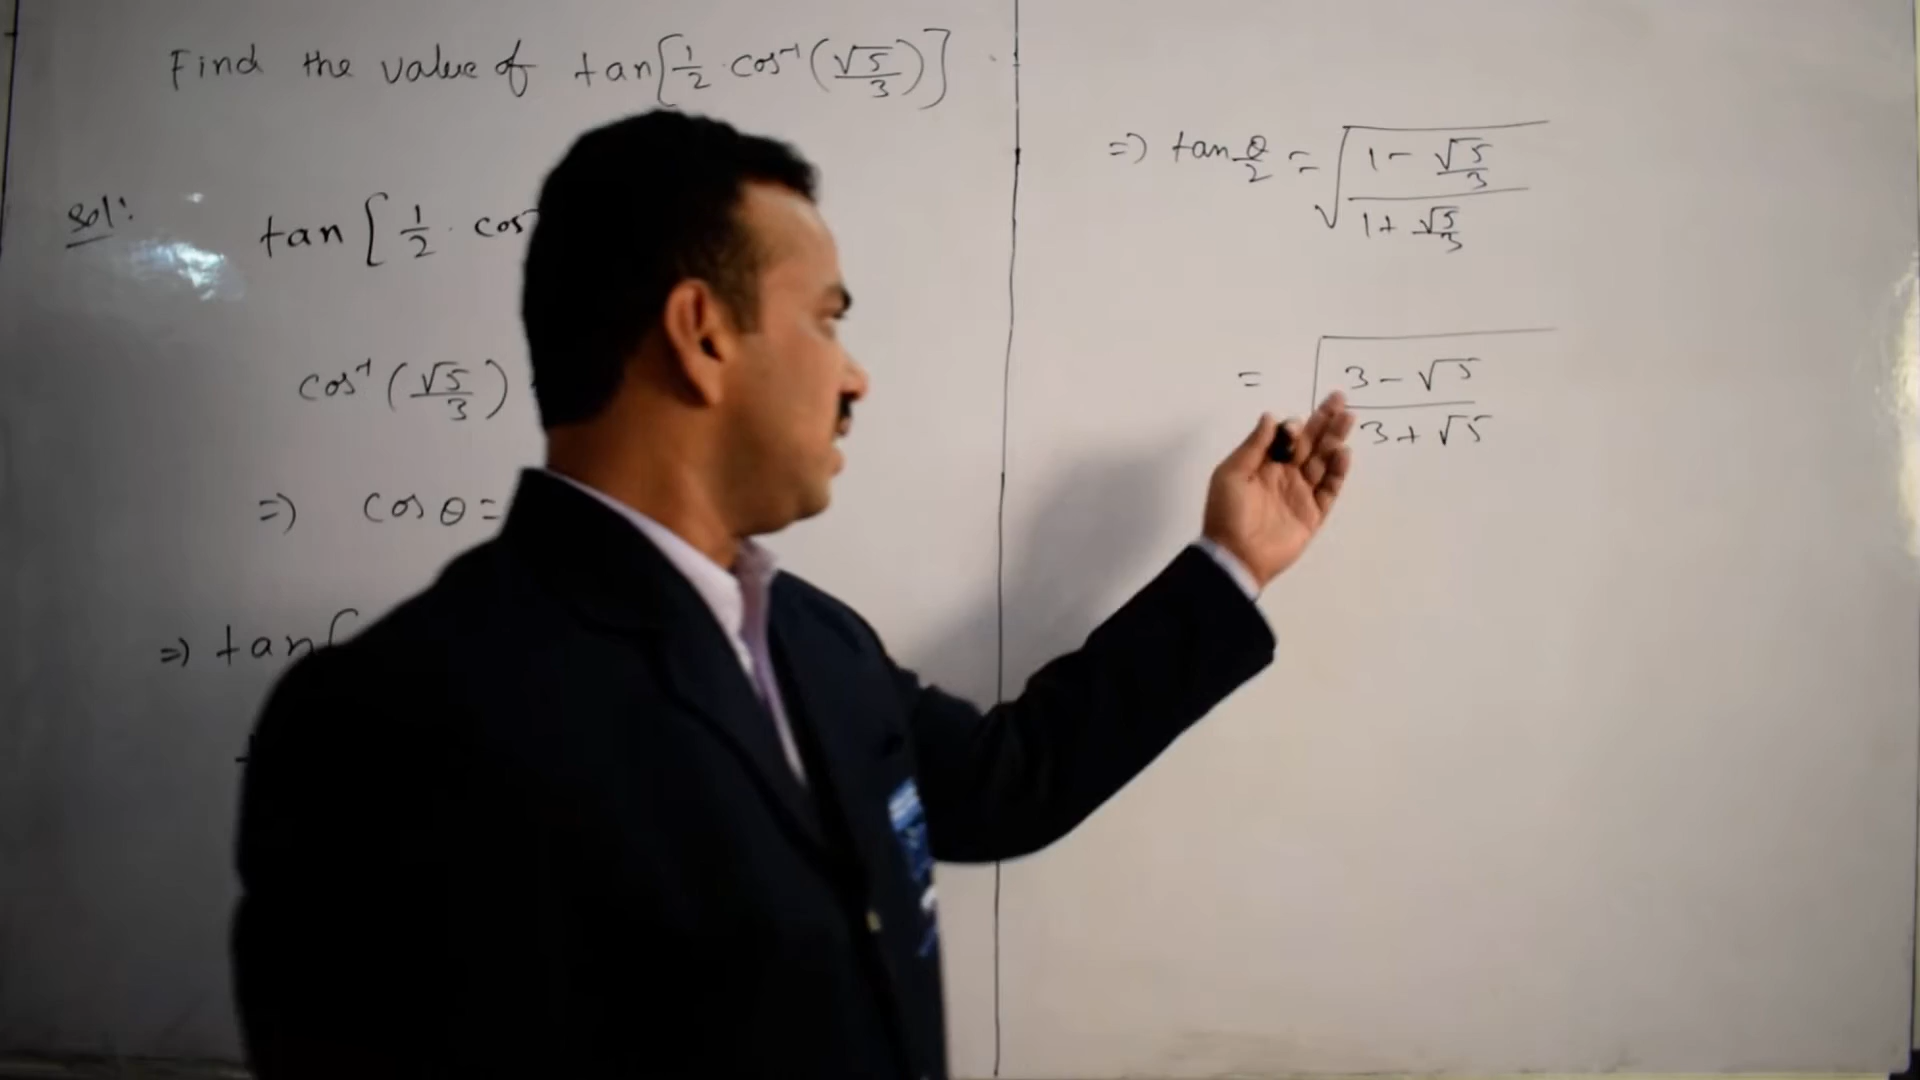 Find the value of tan[1/2 · cos⁻¹(√5/3)]
Sol:
tan [1/2 · cos
cos⁻¹(√5/3)
=> cos θ =
=> tan
=> tan θ/2 = √((1 - √5/3)/(1 + √5/3))
= √((3 - √5)/(3 + √5))